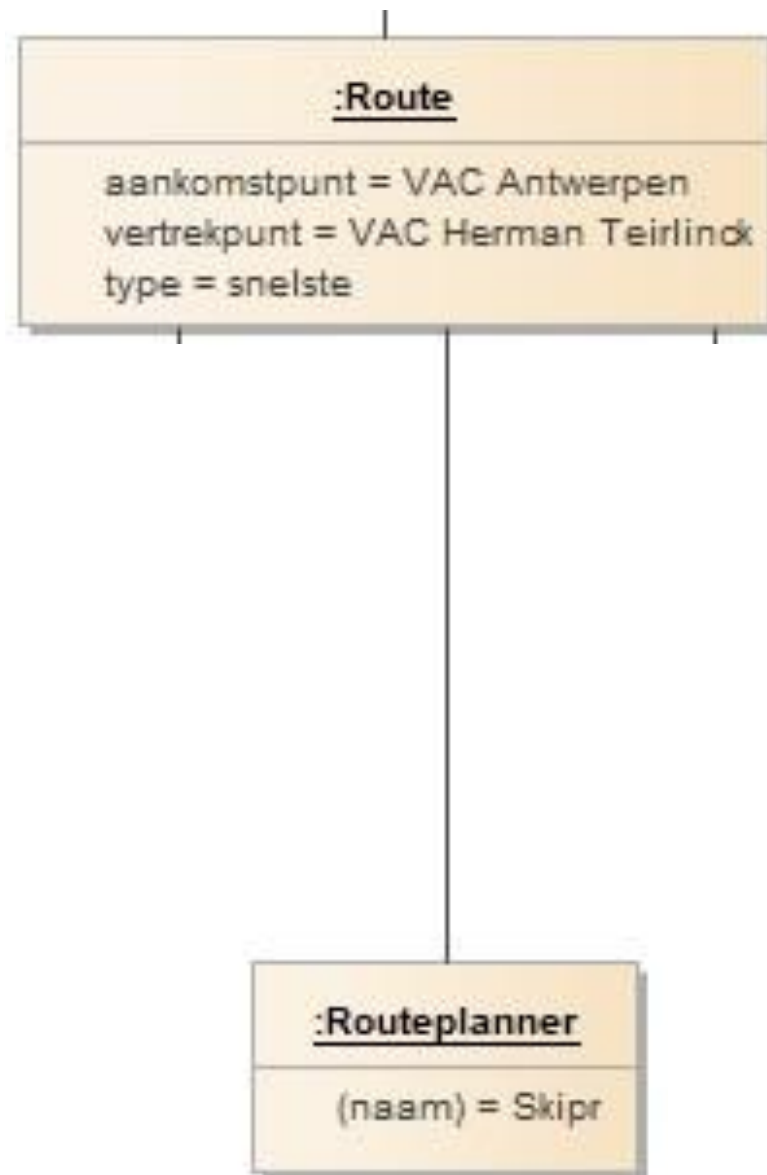 :Route
aankomstpunt = VAC Antwerpen
vertrekpunt = VAC Herman Teirlinck
type = snelste
:Routeplanner
(naam) = Skipr